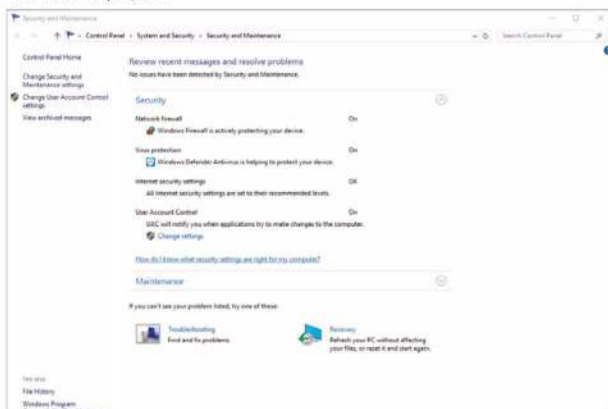 Security and Maintenance
Control Panel › System and Security › Security and Maintenance
Search Control Panel
Control Panel Home
Change Security and
Maintenance settings
Change User Account Control
settings
View archived messages
Review recent messages and resolve problems
No issues have been detected by Security and Maintenance.
Security
Network firewall On
Windows Firewall is actively protecting your device.
Virus protection On
Windows Defender Antivirus is helping to protect your device.
Internet security settings OK
All Internet security settings are set to their recommended levels.
User Account Control On
UAC will notify you when applications try to make changes to the computer.
Change settings
How do I know what security settings are right for my computer?
Maintenance
If you can't see your problem listed, try one of these:
Troubleshooting
Find and fix problems
Recovery
Refresh your PC without affecting
your files, or reset it and start again.
See also
File History
Windows Program